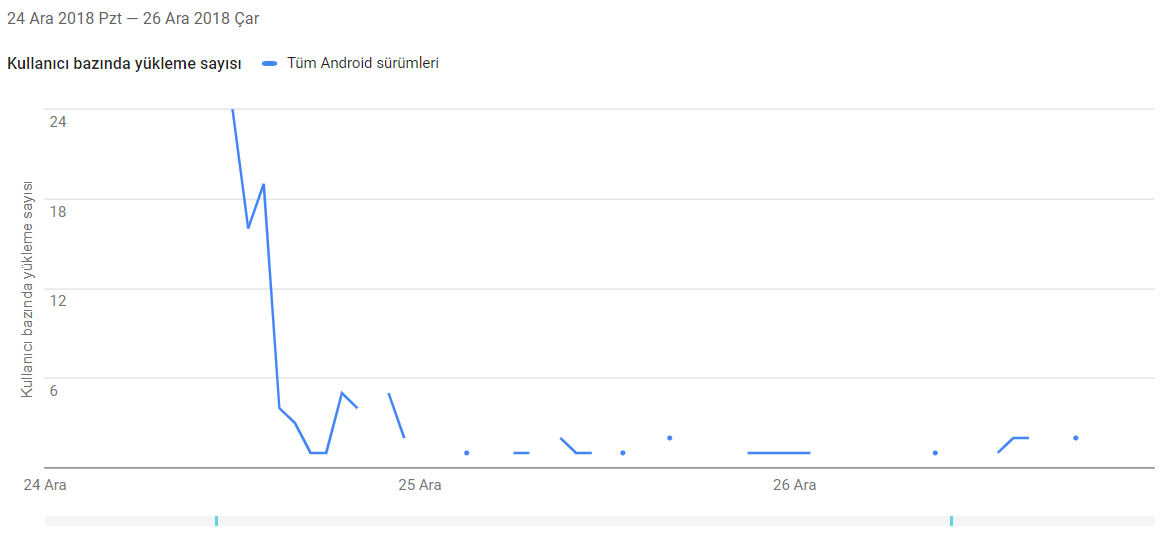 24 Ara 2018 Pzt — 26 Ara 2018 Çar
Kullanıcı bazında yükleme sayısı Tüm Android sürümleri
24
18
12
6
Kullanıcı bazında yükleme sayısı
24 Ara 25 Ara 26 Ara